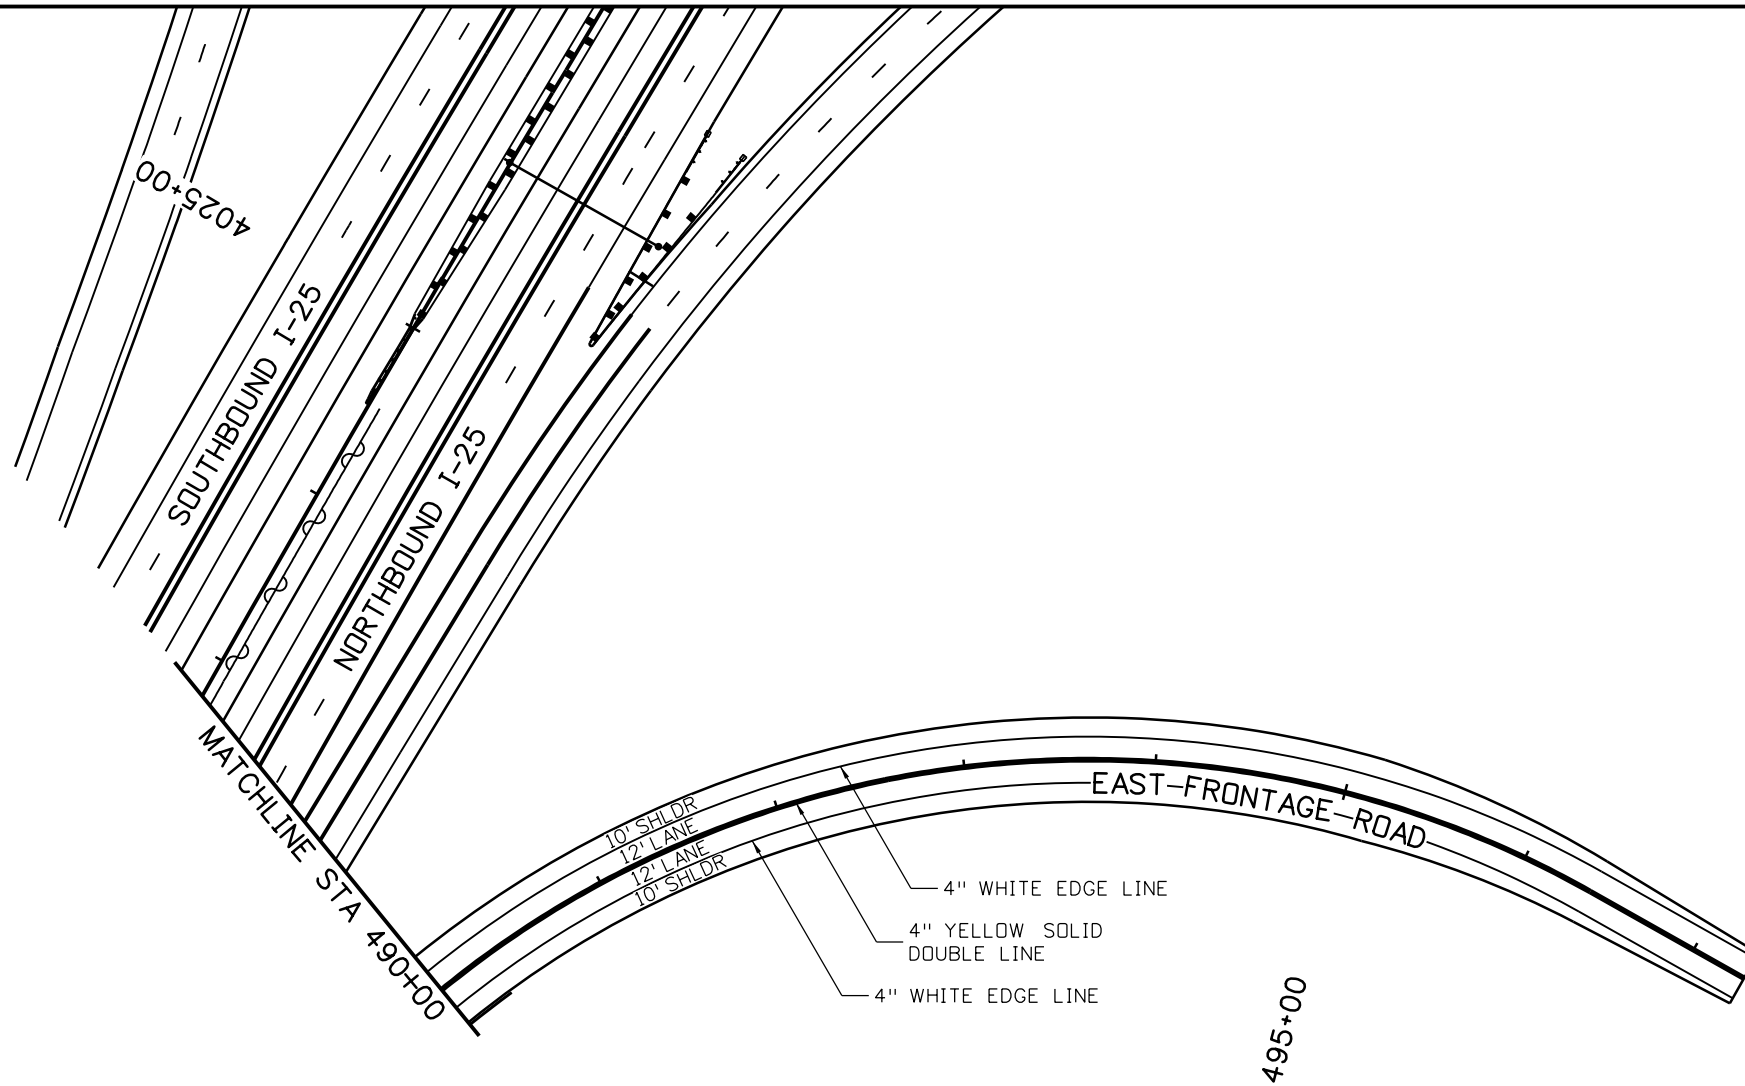 4025+00
SOUTHBOUND I-25
NORTHBOUND I-25
MATCHLINE STA 490+00
10' SHLDR
12' LANE
12' LANE
10' SHLDR
EAST-FRONTAGE-ROAD
4" WHITE EDGE LINE
4" YELLOW SOLID
DOUBLE LINE
4" WHITE EDGE LINE
495+00